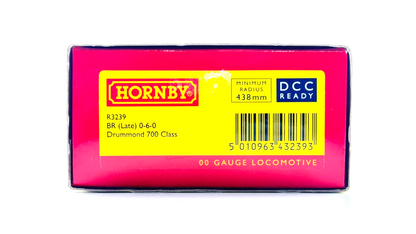 HORNBY
MINIMUM
RADIUS
438mm
DCC
READY
R3239
BR (Late) 0-6-0
Drummond 700 Class
5 010963 432393
00 GAUGE LOCOMOTIVE